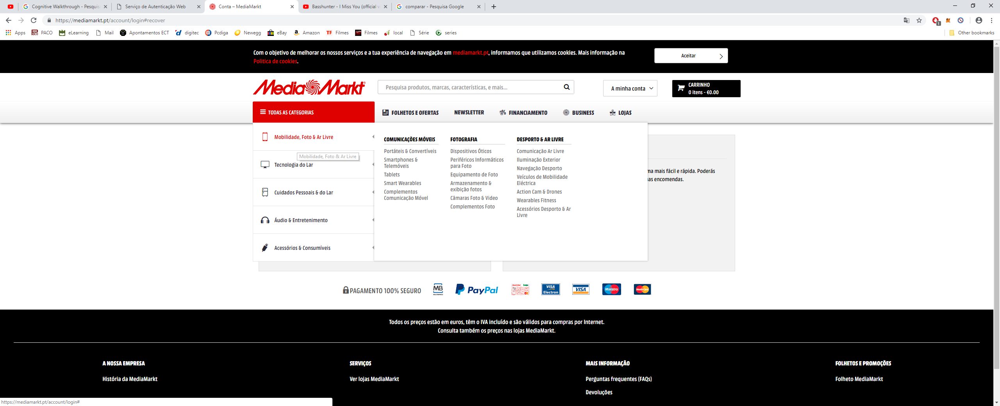 Cognitive Walkthrough - Pesquis
Serviço de Autenticação Web
Conta – MediaMarkt
Basshunter - I Miss You (official v
comparar - Pesquisa Google
https://mediamarkt.pt/account/login#recover
1
Apps
PACO
eLearning
Mail
Apontamentos ECT
digitec
Pcdiga
Newegg
eBay
Amazon
Filmes
Filmes
local
Série
series
Other bookmarks
Com o objetivo de melhorar os nossos serviços e a tua experiência de navegação em mediamarkt.pt, informamos que utilizamos cookies. Mais informação na
Politica de cookies.
Aceitar
MediaMarkt®
Pesquisa produtos, marcas, características, e mais...
A minha conta
CARRINHO
0 itens - €0.00
TODAS AS CATEGORIAS
FOLHETOS E OFERTAS
NEWSLETTER
FINANCIAMENTO
BUSINESS
LOJAS
Mobilidade, Foto & Ar Livre
Mobilidade, Foto & Ar Livre
Tecnologia do Lar
Cuidados Pessoais & do Lar
Áudio & Entretenimento
Acessórios & Consumíveis
COMUNICAÇÕES MÓVEIS
Portáteis & Convertíveis
Smartphones &
Telemóveis
Tablets
Smart Wearables
Complementos
Comunicação Móvel
FOTOGRAFIA
Dispositivos Óticos
Periféricos Informáticos
para Foto
Equipamento de Foto
Armazenamento &
exibição fotos
Câmaras Foto & Video
Complementos Foto
DESPORTO & AR LIVRE
Comunicação Ar Livre
Iluminação Exterior
Navegação Desporto
Veículos de Mobilidade
Eléctrica
Action Cam & Drones
Wearables Fitness
Acessórios Desporto & Ar
Livre
ma mais fácil e rápida. Poderás
as encomendas.
PAGAMENTO 100% SEGURO
MB
MULTIBANCO
PayPal
VISA
Electron
VISA
Maestro
MasterCard
Todos os preços estão em euros, têm o IVA incluído e são válidos para compras por Internet.
Consulta também os preços nas lojas MediaMarkt.
A NOSSA EMPRESA
História da MediaMarkt
SERVIÇOS
Ver lojas MediaMarkt
MAIS INFORMAÇÃO
Perguntas frequentes (FAQs)
Devoluções
FOLHETOS E PROMOÇÕES
Folheto MediaMarkt
https://mediamarkt.pt/account/login#